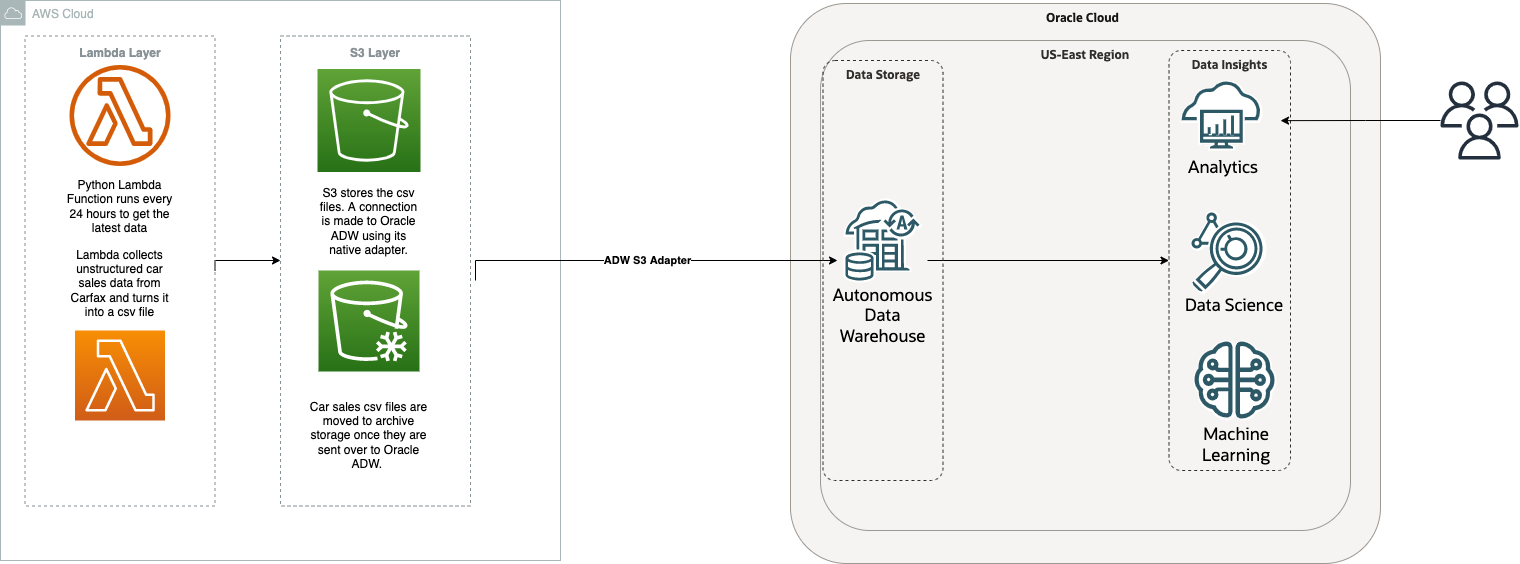 AWS Cloud
Lambda Layer
Python Lambda
Function runs every
24 hours to get the
latest data
Lambda collects
unstructured car
sales data from
Carfax and turns it
into a csv file
S3 Layer
S3 stores the csv
files. A connection
is made to Oracle
ADW using its
native adapter.
Car sales csv files are
moved to archive
storage once they are
sent over to Oracle
ADW.
ADW S3 Adapter
Oracle Cloud
US-East Region
Data Storage
A
Autonomous
Data
Warehouse
Data Insights
Analytics
Data Science
Machine
Learning